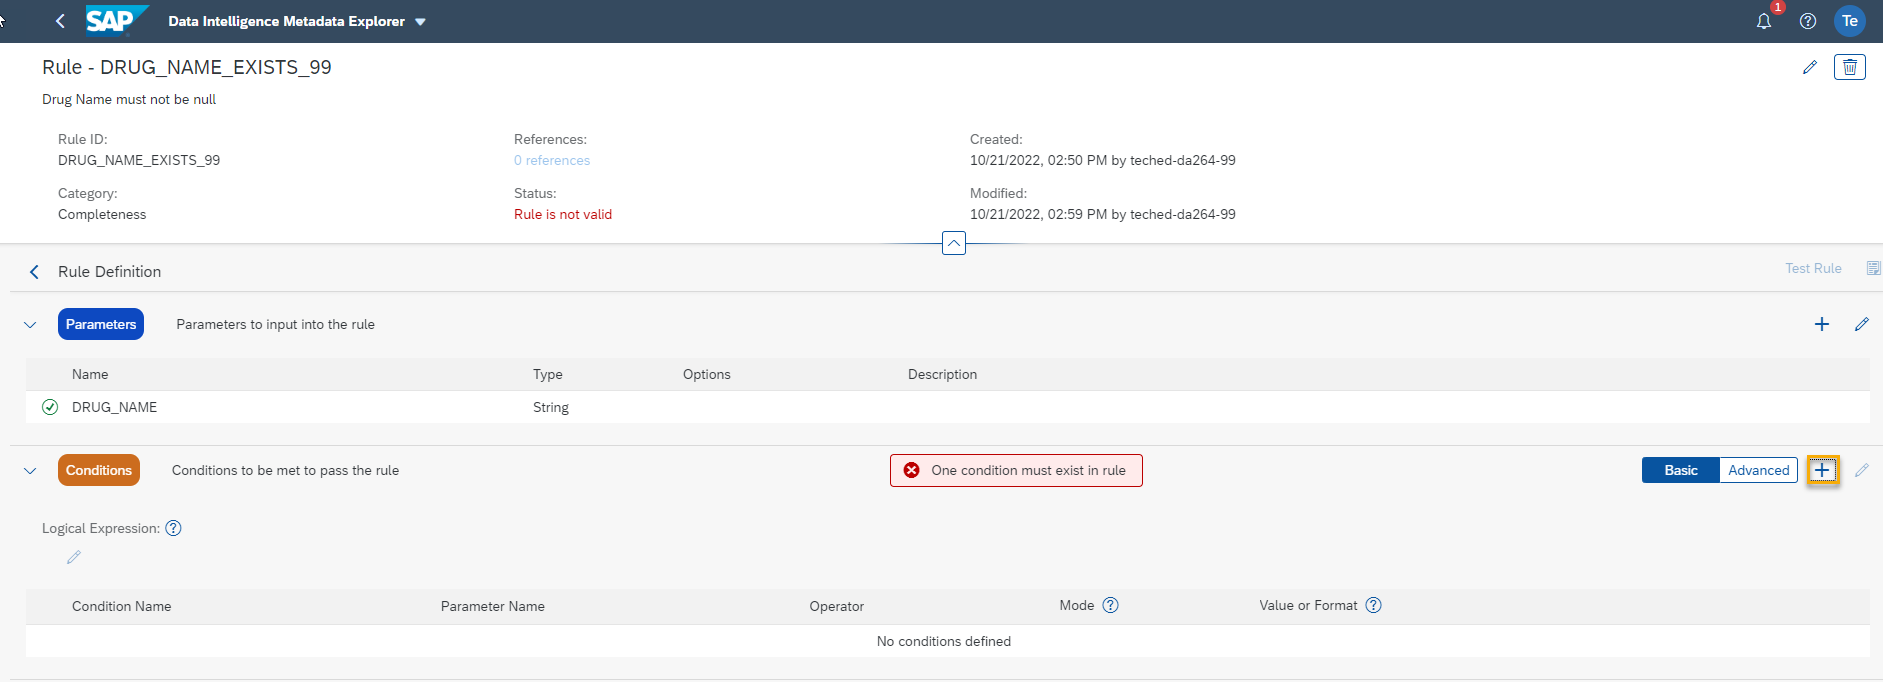 SAP Data Intelligence Metadata Explorer 1 Te
Rule - DRUG_NAME_EXISTS_99
Drug Name must not be null
Rule ID: References: Created:
DRUG_NAME_EXISTS_99 0 references 10/21/2022, 02:50 PM by teched-da264-99
Category: Status: Modified:
Completeness Rule is not valid 10/21/2022, 02:59 PM by teched-da264-99
Rule Definition Test Rule
Parameters Parameters to input into the rule
Name Type Options Description
DRUG_NAME String
Conditions Conditions to be met to pass the rule One condition must exist in rule Basic Advanced
Logical Expression:
Condition Name Parameter Name Operator Mode Value or Format
No conditions defined